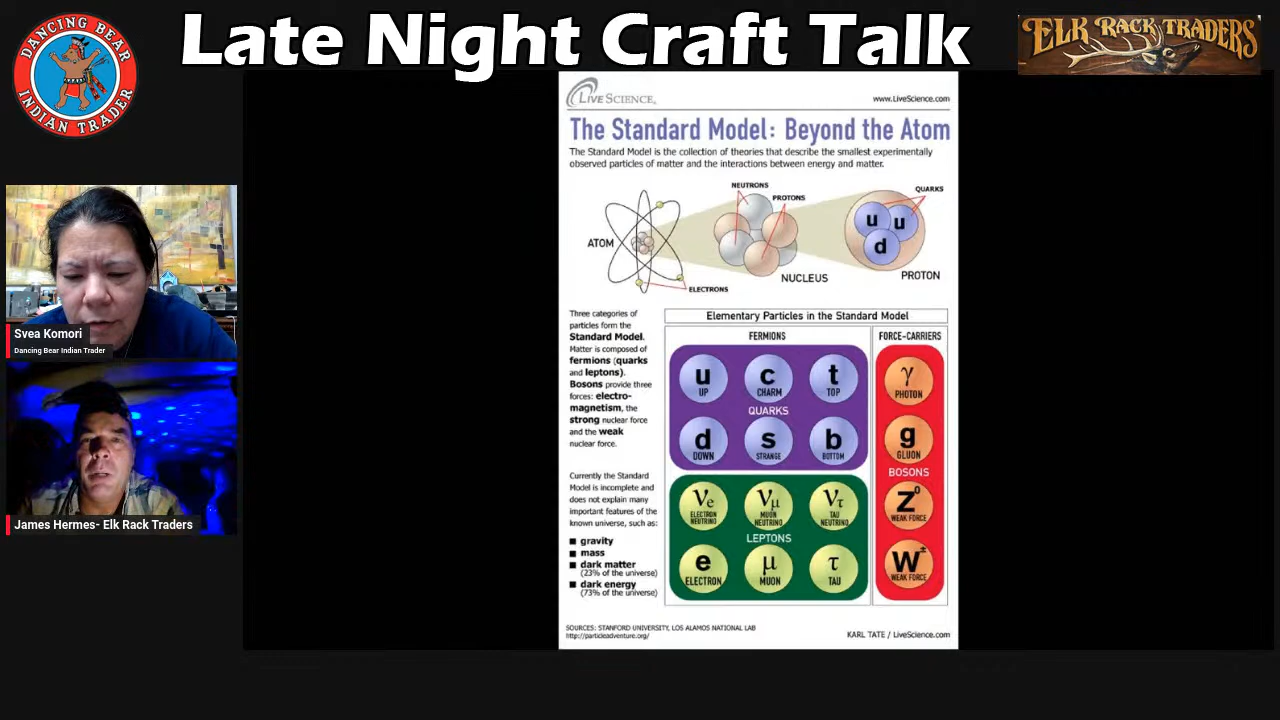 Late Night Craft Talk
DANCING BEAR
INDIAN TRADER
ELK RACK TRADERS
LIVESCIENCE.
www.LiveScience.com
The Standard Model: Beyond the Atom
The Standard Model is the collection of theories that describe the smallest experimentally
observed particles of matter and the interactions between energy and matter.
NEUTRONS
PROTONS
QUARKS
ATOM
u u
d
ELECTRONS
NUCLEUS
PROTON
Svea Komori
Dancing Bear Indian Trader
James Hermes- Elk Rack Traders
Three categories of
particles form the
Standard Model.
Matter is composed of
fermions (quarks
and leptons).
Bosons provide three
forces: electro-
magnetism, the
strong nuclear force
and the weak
nuclear force.
Currently the Standard
Model is incomplete and
does not explain many
important features of the
known universe, such as:
■ gravity
■ mass
■ dark matter
(23% of the universe)
■ dark energy
(73% of the universe)
Elementary Particles in the Standard Model
FERMIONS
FORCE-CARRIERS
u
UP
c
CHARM
t
TOP
QUARKS
d
DOWN
s
STRANGE
b
BOTTOM
νe
ELECTRON
NEUTRINO
νμ
MUON
NEUTRINO
ντ
TAU
NEUTRINO
LEPTONS
e
ELECTRON
μ
MUON
τ
TAU
γ
PHOTON
g
GLUON
BOSONS
Z0
WEAK FORCE
W±
WEAK FORCE
SOURCES: STANFORD UNIVERSITY, LOS ALAMOS NATIONAL LAB
http://particleadventure.org/
KARL TATE / LiveScience.com